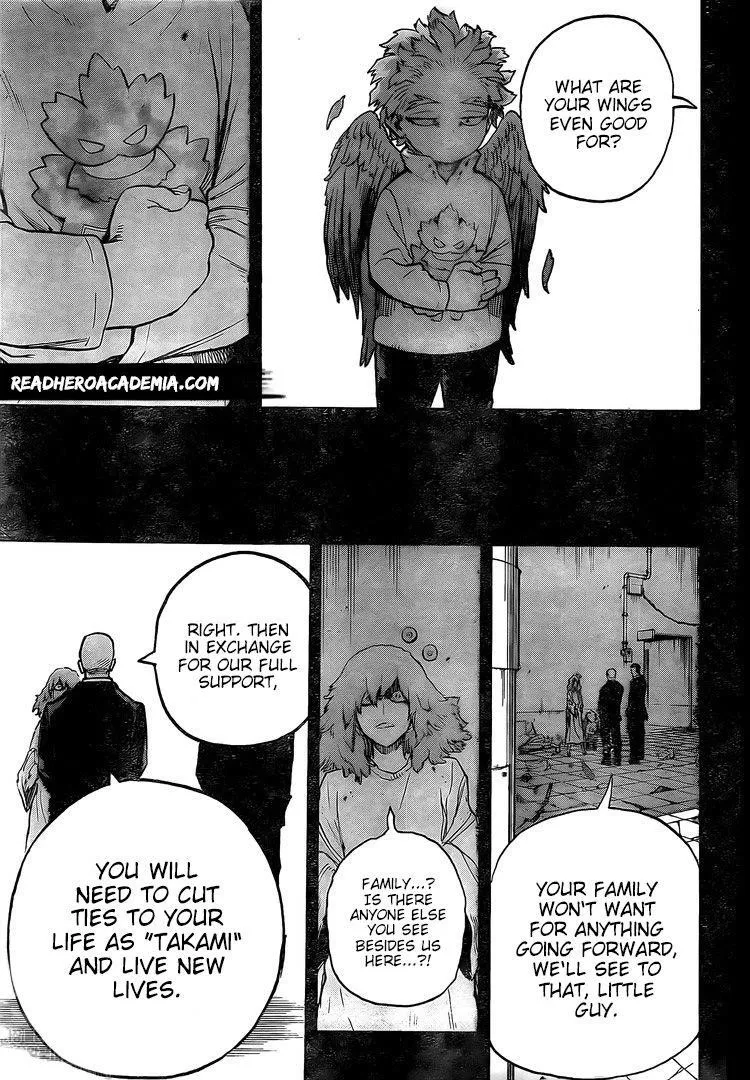 WHAT ARE
YOUR WINGS
EVEN GOOD
FOR?
READHEROACADEMIA.COM
YOUR FAMILY
WON'T WANT
FOR ANYTHING
GOING FORWARD,
WE'LL SEE TO
THAT, LITTLE
GUY.
FAMILY...?
IS THERE
ANYONE ELSE
YOU SEE
BESIDES US
HERE...?!
RIGHT. THEN
IN EXCHANGE
FOR OUR FULL
SUPPORT,
YOU WILL
NEED TO CUT
TIES TO YOUR
LIFE AS "TAKAMI"
AND LIVE NEW
LIVES.